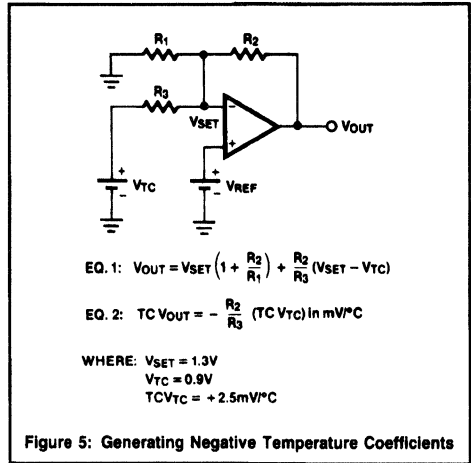 R1
R2
R3
VSET
−
+
VOUT
+
VTC
−
+
VREF
−
EQ. 1: VOUT = VSET (1 + R2/R1) + R2/R3 (VSET − VTC)
EQ. 2: TC VOUT = − R2/R3 (TC VTC) in mV/°C
WHERE: VSET = 1.3V
VTC = 0.9V
TCVTC = +2.5mV/°C
Figure 5: Generating Negative Temperature Coefficients